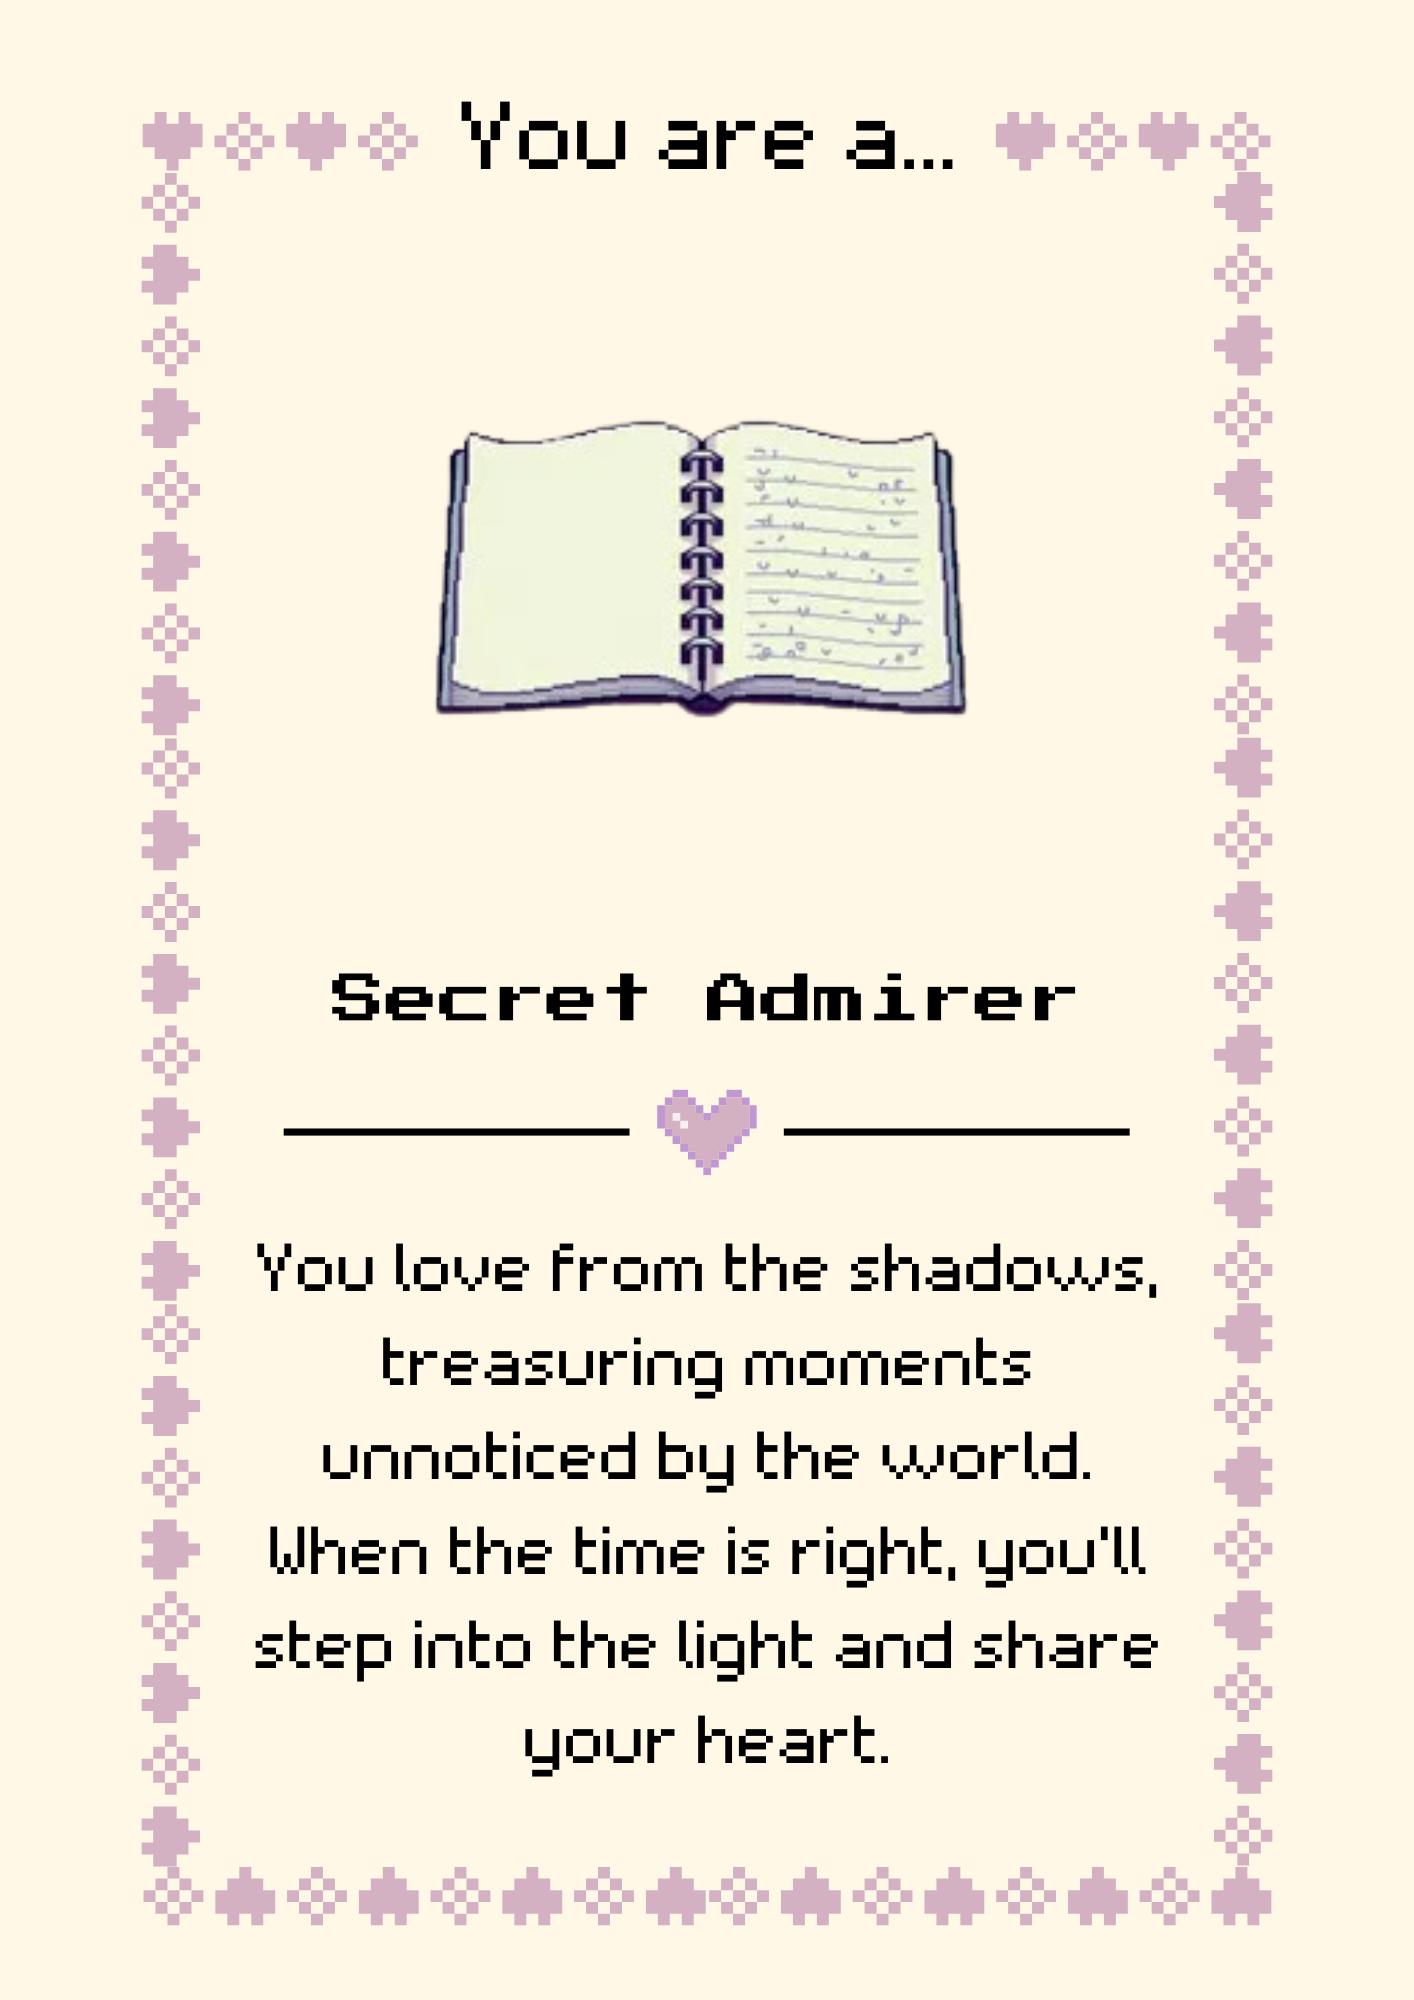 You are a...
Secret Admirer
You love from the shadows,
treasuring moments
unnoticed by the world.
When the time is right, you'll
step into the light and share
your heart.